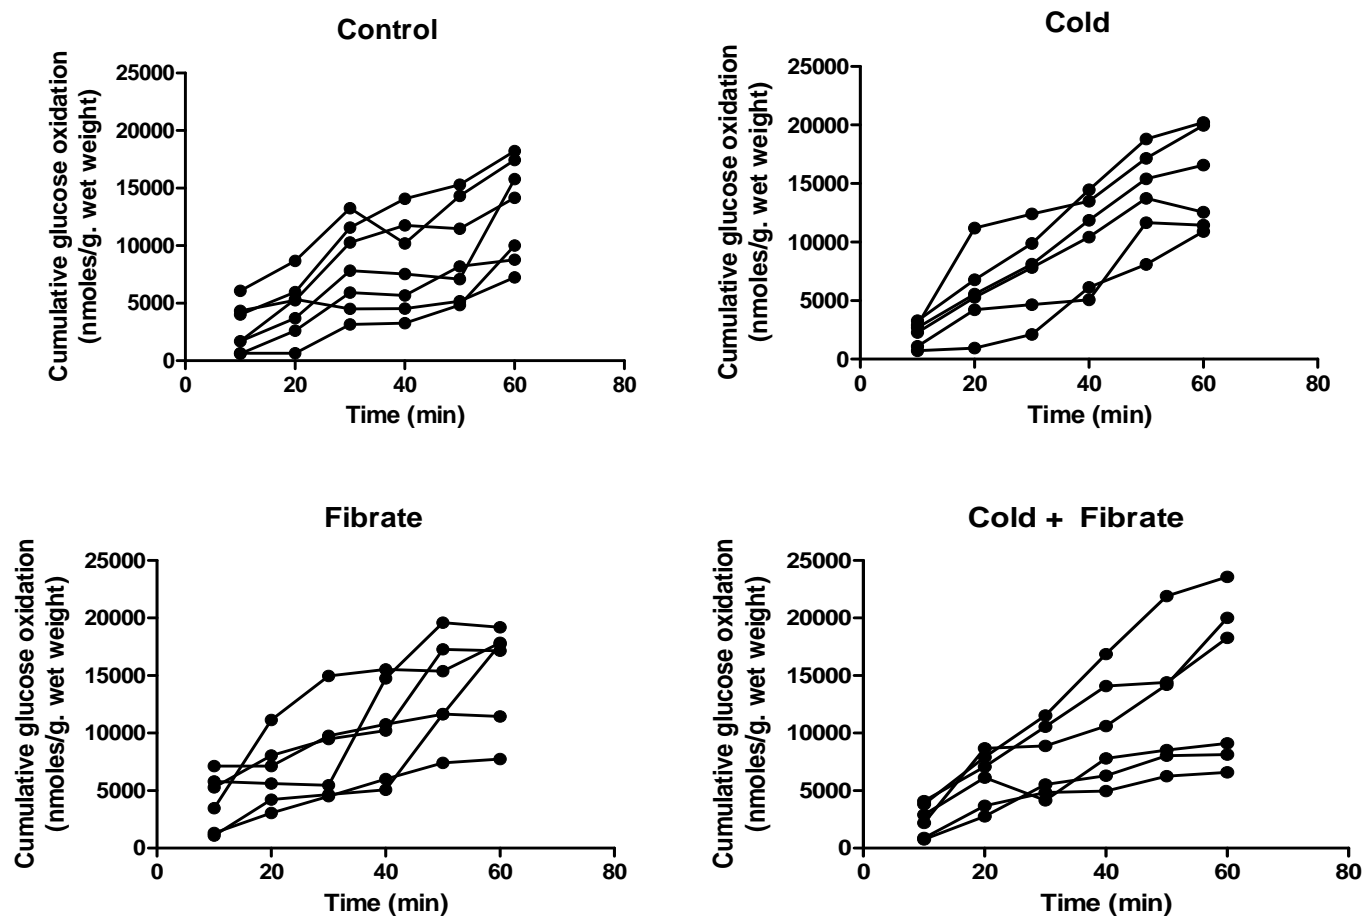 Control
Cumulative glucose oxidation
(nmoles/g. wet weight)
25000
20000
15000
10000
5000
0
0 20 40 60 80
Time (min)
Cold
Cumulative glucose oxidation
(nmoles/g. wet weight)
25000
20000
15000
10000
5000
0
0 20 40 60 80
Time (min)
Fibrate
Cumulative glucose oxidation
(nmoles/g. wet weight)
25000
20000
15000
10000
5000
0
0 20 40 60 80
Time (min)
Cold + Fibrate
Cumulative glucose oxidation
(nmoles/g. wet weight)
25000
20000
15000
10000
5000
0
0 20 40 60 80
Time (min)